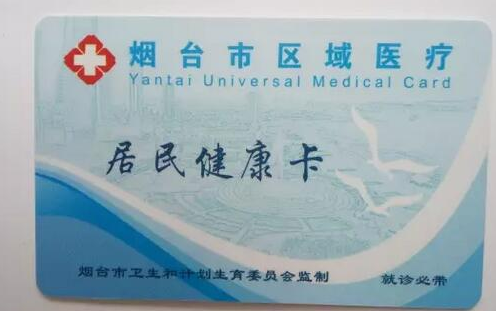 烟台市区域医疗
Yantai Universal Medical Card
居民健康卡
烟台市卫生和计划生育委员会监制 就诊必带